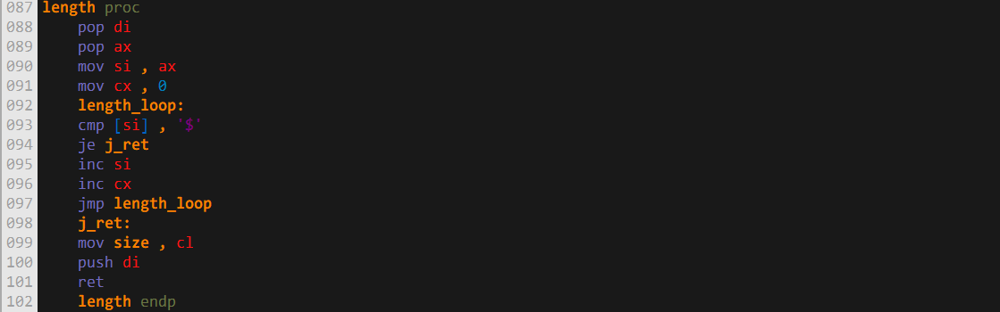 087 length proc
088     pop di
089     pop ax
090     mov si , ax
091     mov cx , 0
092     length_loop:
093     cmp [si] , '$'
094     je j_ret
095     inc si
096     inc cx
097     jmp length_loop
098     j_ret:
099     mov size , cl
100     push di
101     ret
102     length endp